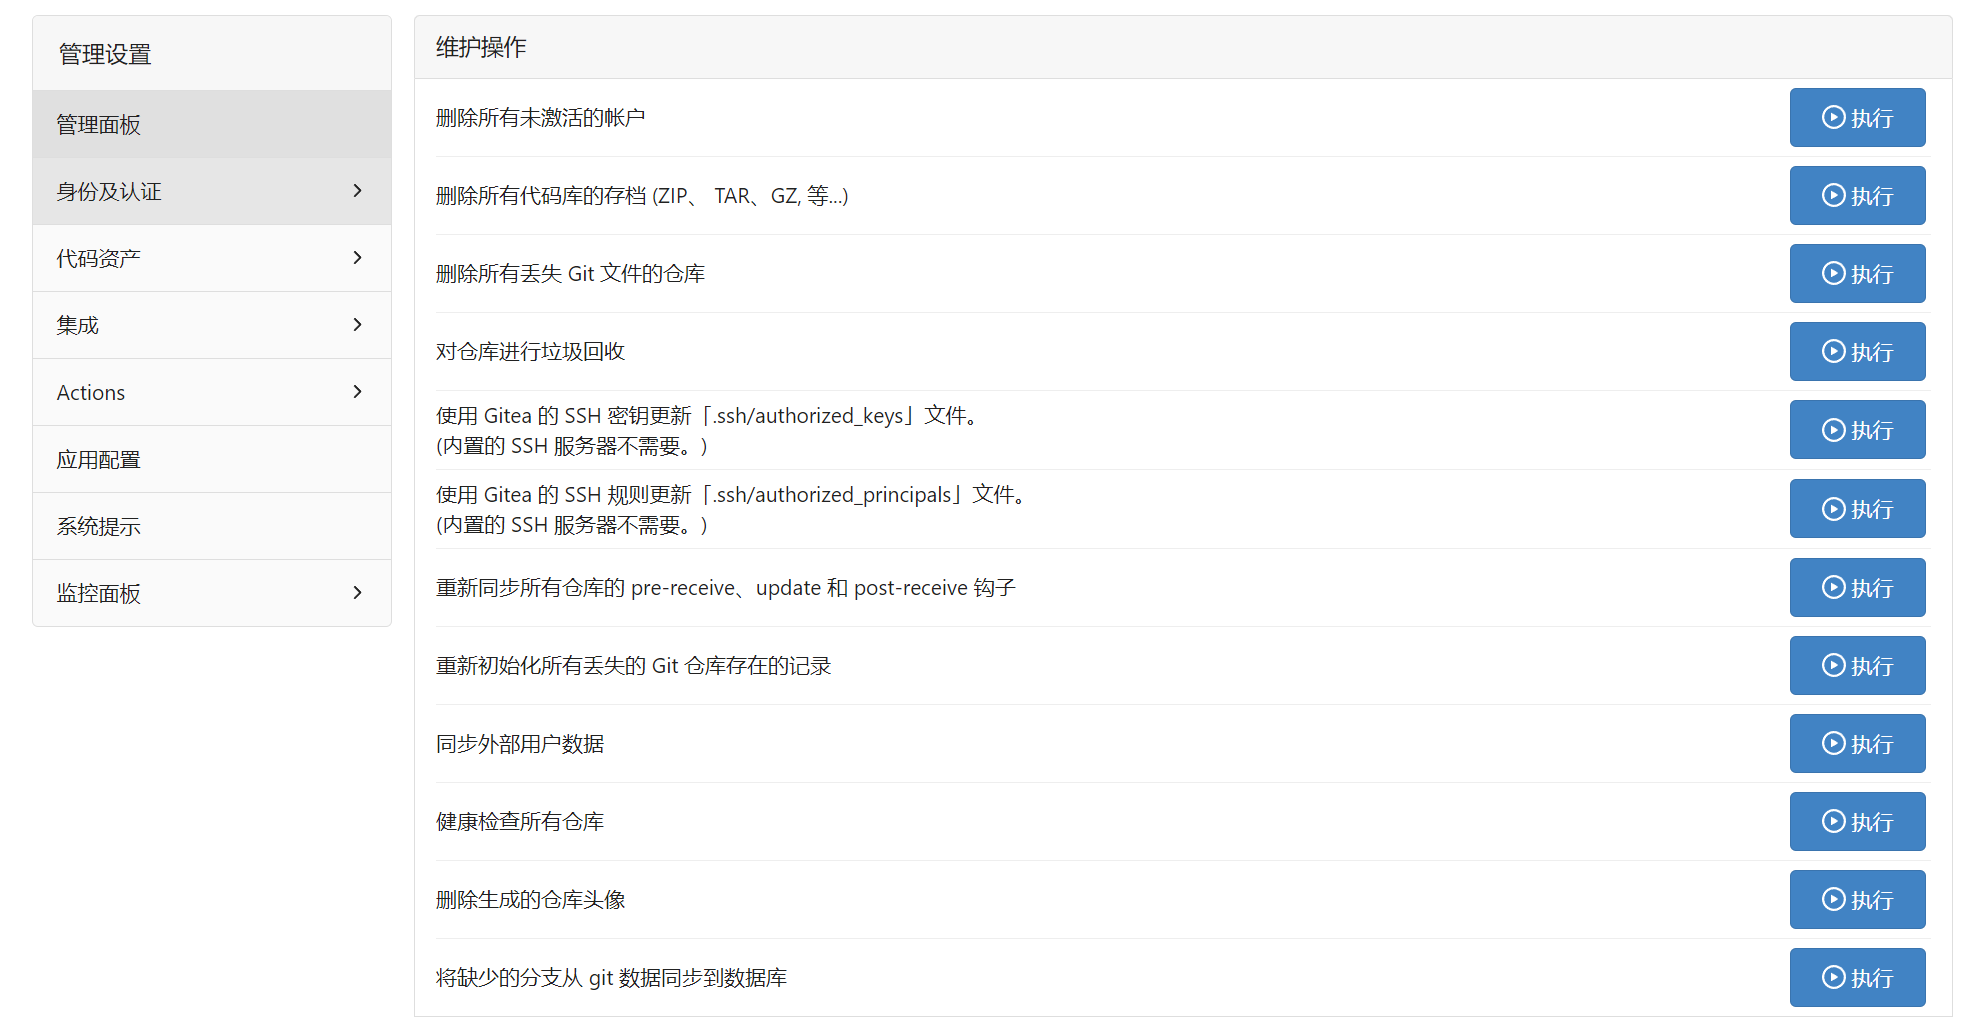 管理设置
管理面板
身份及认证
代码资产
集成
Actions
应用配置
系统提示
监控面板
维护操作
删除所有未激活的帐户
执行
删除所有代码库的存档 (ZIP、 TAR、GZ, 等...)
执行
删除所有丢失 Git 文件的仓库
执行
对仓库进行垃圾回收
执行
使用 Gitea 的 SSH 密钥更新「.ssh/authorized_keys」文件。
(内置的 SSH 服务器不需要。)
执行
使用 Gitea 的 SSH 规则更新「.ssh/authorized_principals」文件。
(内置的 SSH 服务器不需要。)
执行
重新同步所有仓库的 pre-receive、update 和 post-receive 钩子
执行
重新初始化所有丢失的 Git 仓库存在的记录
执行
同步外部用户数据
执行
健康检查所有仓库
执行
删除生成的仓库头像
执行
将缺少的分支从 git 数据同步到数据库
执行